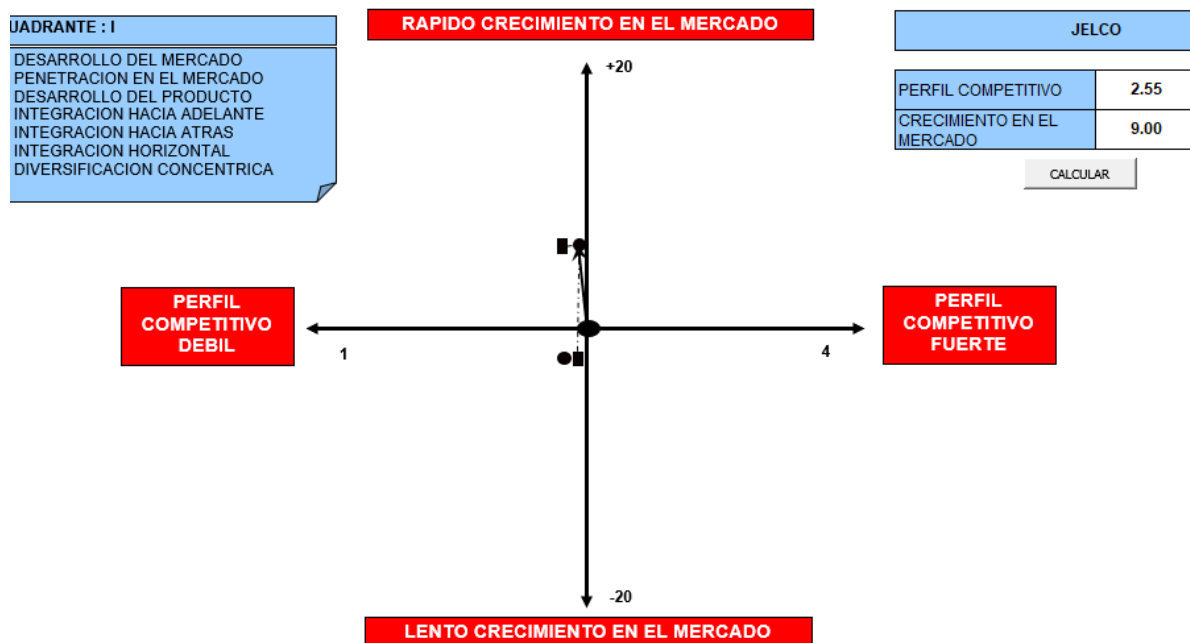 UADRANTE : I
DESARROLLO DEL MERCADO
PENETRACION EN EL MERCADO
DESARROLLO DEL PRODUCTO
INTEGRACION HACIA ADELANTE
INTEGRACION HACIA ATRAS
INTEGRACION HORIZONTAL
DIVERSIFICACION CONCENTRICA
RAPIDO CRECIMIENTO EN EL MERCADO
+20
JELCO
PERFIL COMPETITIVO 2.55
CRECIMIENTO EN EL
MERCADO 9.00
CALCULAR
PERFIL
COMPETITIVO
DEBIL
1
4
PERFIL
COMPETITIVO
FUERTE
-20
LENTO CRECIMIENTO EN EL MERCADO